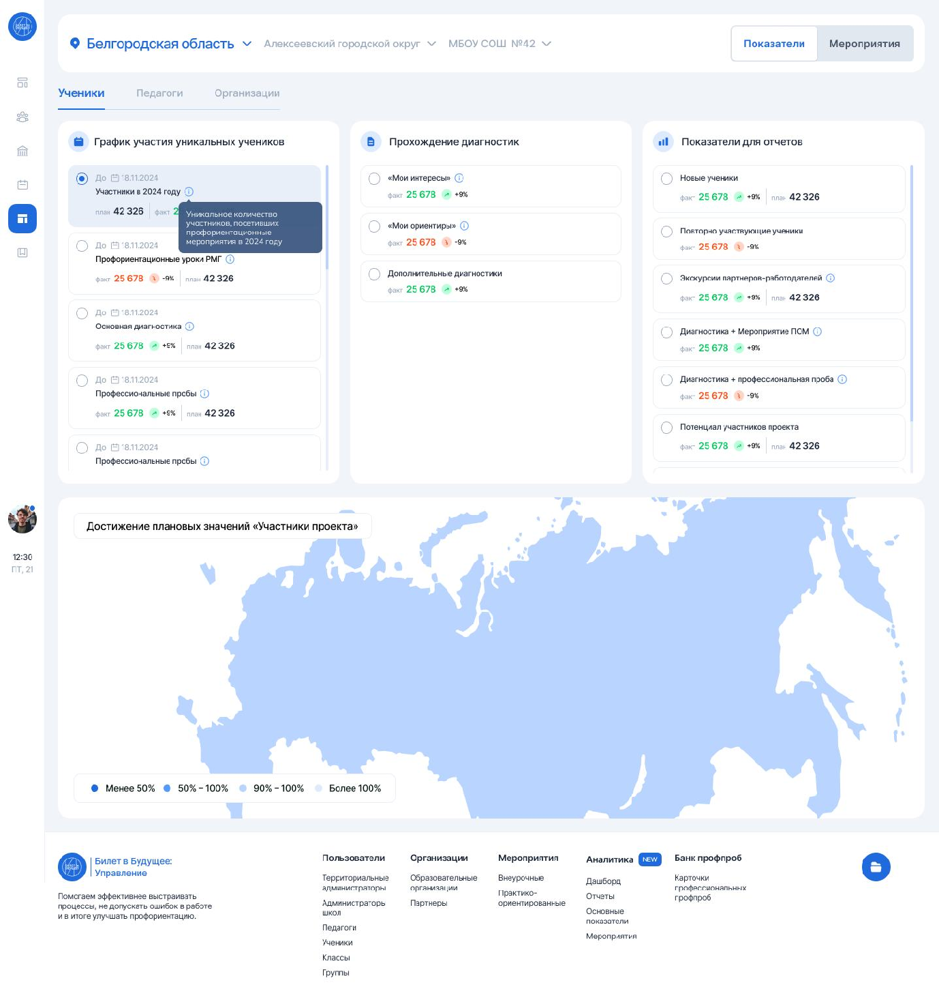 Белгородская область
Алексеевский городской округ
МБОУ СОШ №42
Показатели
Мероприятия
Ученики
Педагоги
Организации
График участия уникальных учеников
До 18.11.2024
Участники в 2024 году
план 42 326 факт 2
Уникальное количество
участников, посетивших
профориентационные
мероприятия в 2024 году
До 18.11.2024
Профориентационные уроки РМГ
факт 25 678 -9% план 42 326
До 18.11.2024
Основная диагностика
факт 25 678 +9% план 42 326
До 18.11.2024
Профессиональные пробы
факт 25 678 +9% план 42 326
До 18.11.2024
Профессиональные пробы
Прохождение диагностик
«Мои интересы»
факт 25 678 +9%
«Мои ориентиры»
факт 25 678 -9%
Дополнительные диагностики
факт 25 678 +9%
Показатели для отчетов
Новые ученики
факт 25 678 +9% план 42 326
Повторно участвующие ученики
факт 25 678 -9%
Экскурсии партнеров-работодателей
факт 25 678 +9% план 42 326
Диагностика + Мероприятие ПОМ
факт 25 678 +9%
Диагностика + профессиональная проба
факт 25 678 -9%
Потенциал участников проекта
факт 25 678 +9% план 42 326
12:30
ПТ, 21
Достижение плановых значений «Участники проекта»
Менее 50%
50% – 100%
90% – 100%
Более 100%
Билет в Будущее:
Управление
Помогаем эффективнее выстраивать
процессы, не допускать ошибок в работе
и в итоге улучшать профориентацию.
Пользователи
Территориальные
администраторы
Администраторы
школ
Педагоги
Ученики
Классы
Группы
Организации
Образовательные
организации
Партнеры
Мероприятия
Внеурочные
Практико-
ориентированные
Аналитика NEW
Дашборд
Отчеты
Основные
показатели
Мероприятия
Банк профпроб
Карточки
профессиональных
профпроб